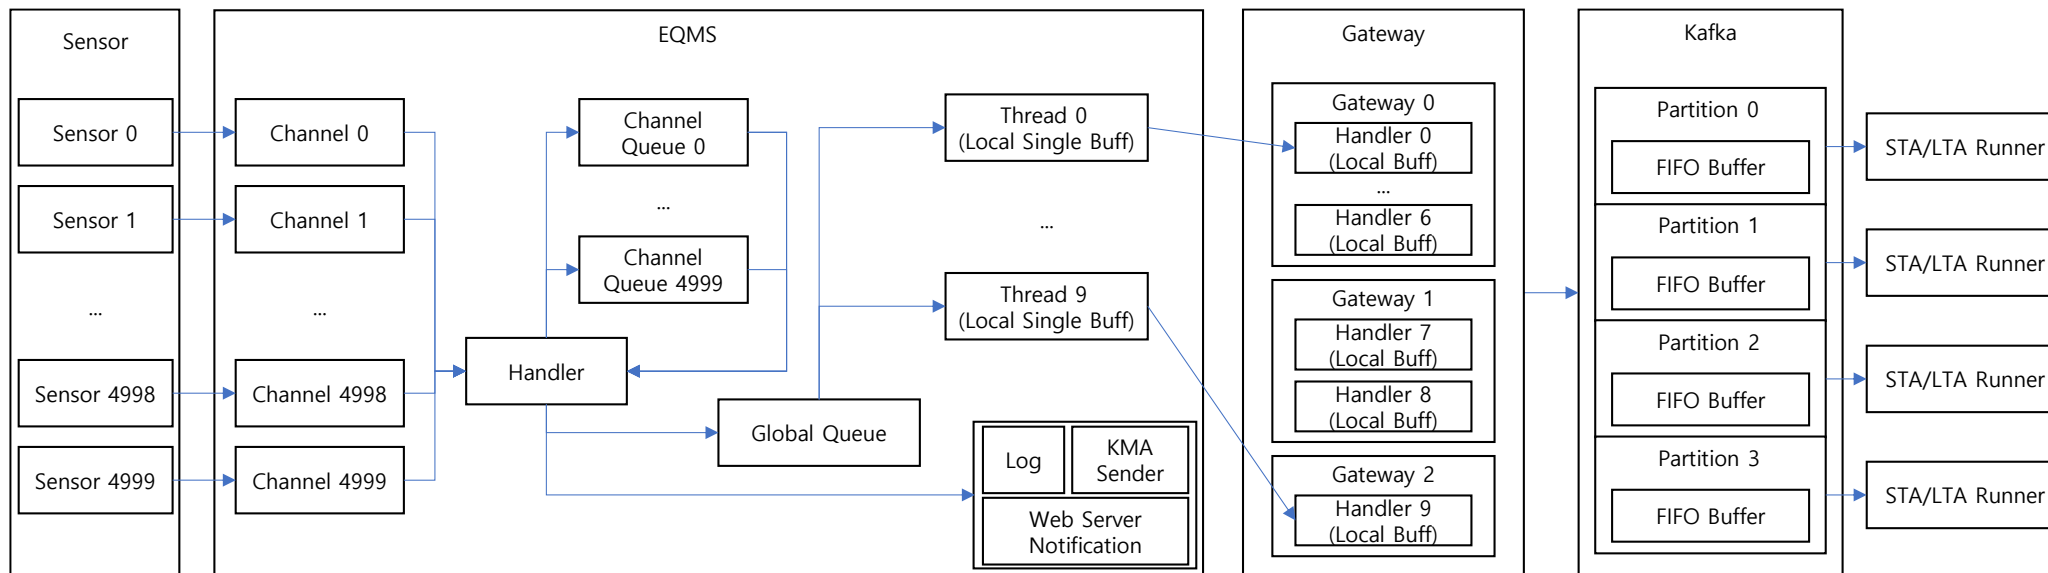 Sensor
Sensor 0
Sensor 1
...
Sensor 4998
Sensor 4999
EQMS
Channel 0
Channel 1
...
Channel 4998
Channel 4999
Handler
Channel
Queue 0
...
Channel
Queue 4999
Global Queue
Thread 0
(Local Single Buff)
...
Thread 9
(Local Single Buff)
Log
KMA
Sender
Web Server
Notification
Gateway
Gateway 0
Handler 0
(Local Buff)
...
Handler 6
(Local Buff)
Gateway 1
Handler 7
(Local Buff)
Handler 8
(Local Buff)
Gateway 2
Handler 9
(Local Buff)
Kafka
Partition 0
FIFO Buffer
Partition 1
FIFO Buffer
Partition 2
FIFO Buffer
Partition 3
FIFO Buffer
STA/LTA Runner
STA/LTA Runner
STA/LTA Runner
STA/LTA Runner